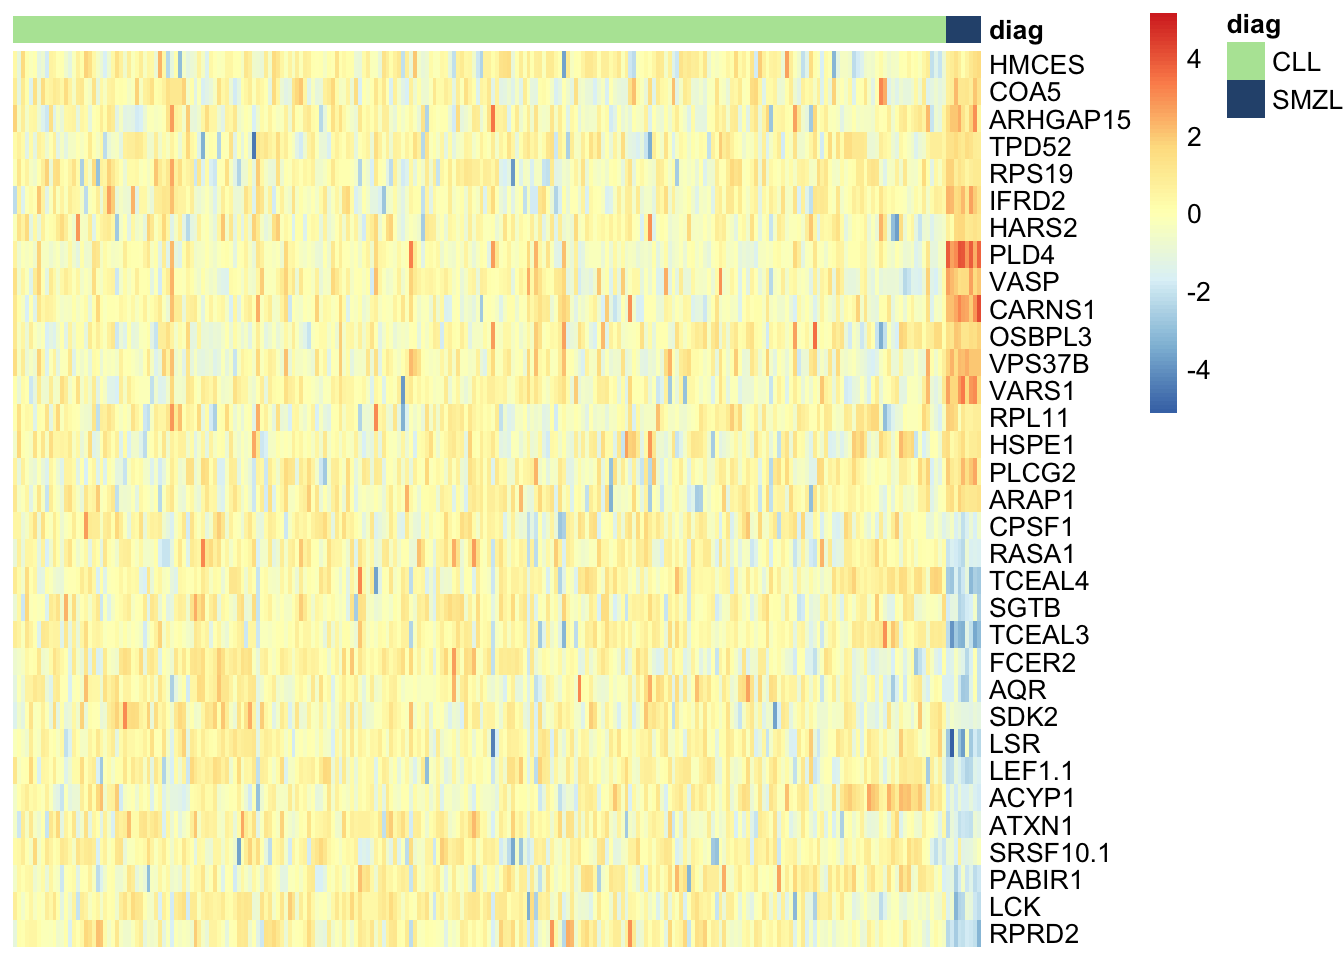 diag
HMCES
COA5
ARHGAP15
TPD52
RPS19
IFRD2
HARS2
PLD4
VASP
CARNS1
OSBPL3
VPS37B
VARS1
RPL11
HSPE1
PLCG2
ARAP1
CPSF1
RASA1
TCEAL4
SGTB
TCEAL3
FCER2
AQR
SDK2
LSR
LEF1.1
ACYP1
ATXN1
SRSF10.1
PABIR1
LCK
RPRD2
4
2
0
-2
-4
diag
CLL
SMZL